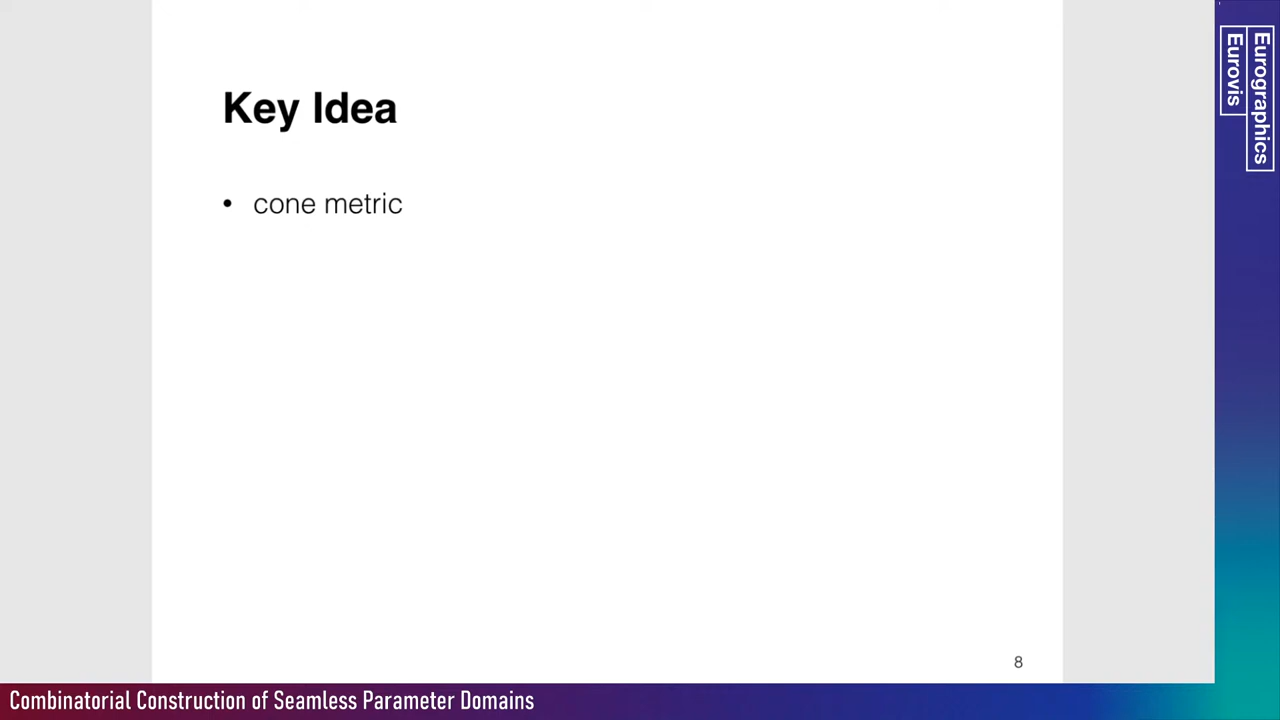 Key Idea
• cone metric
8
Eurographics
Eurovis
Combinatorial Construction of Seamless Parameter Domains